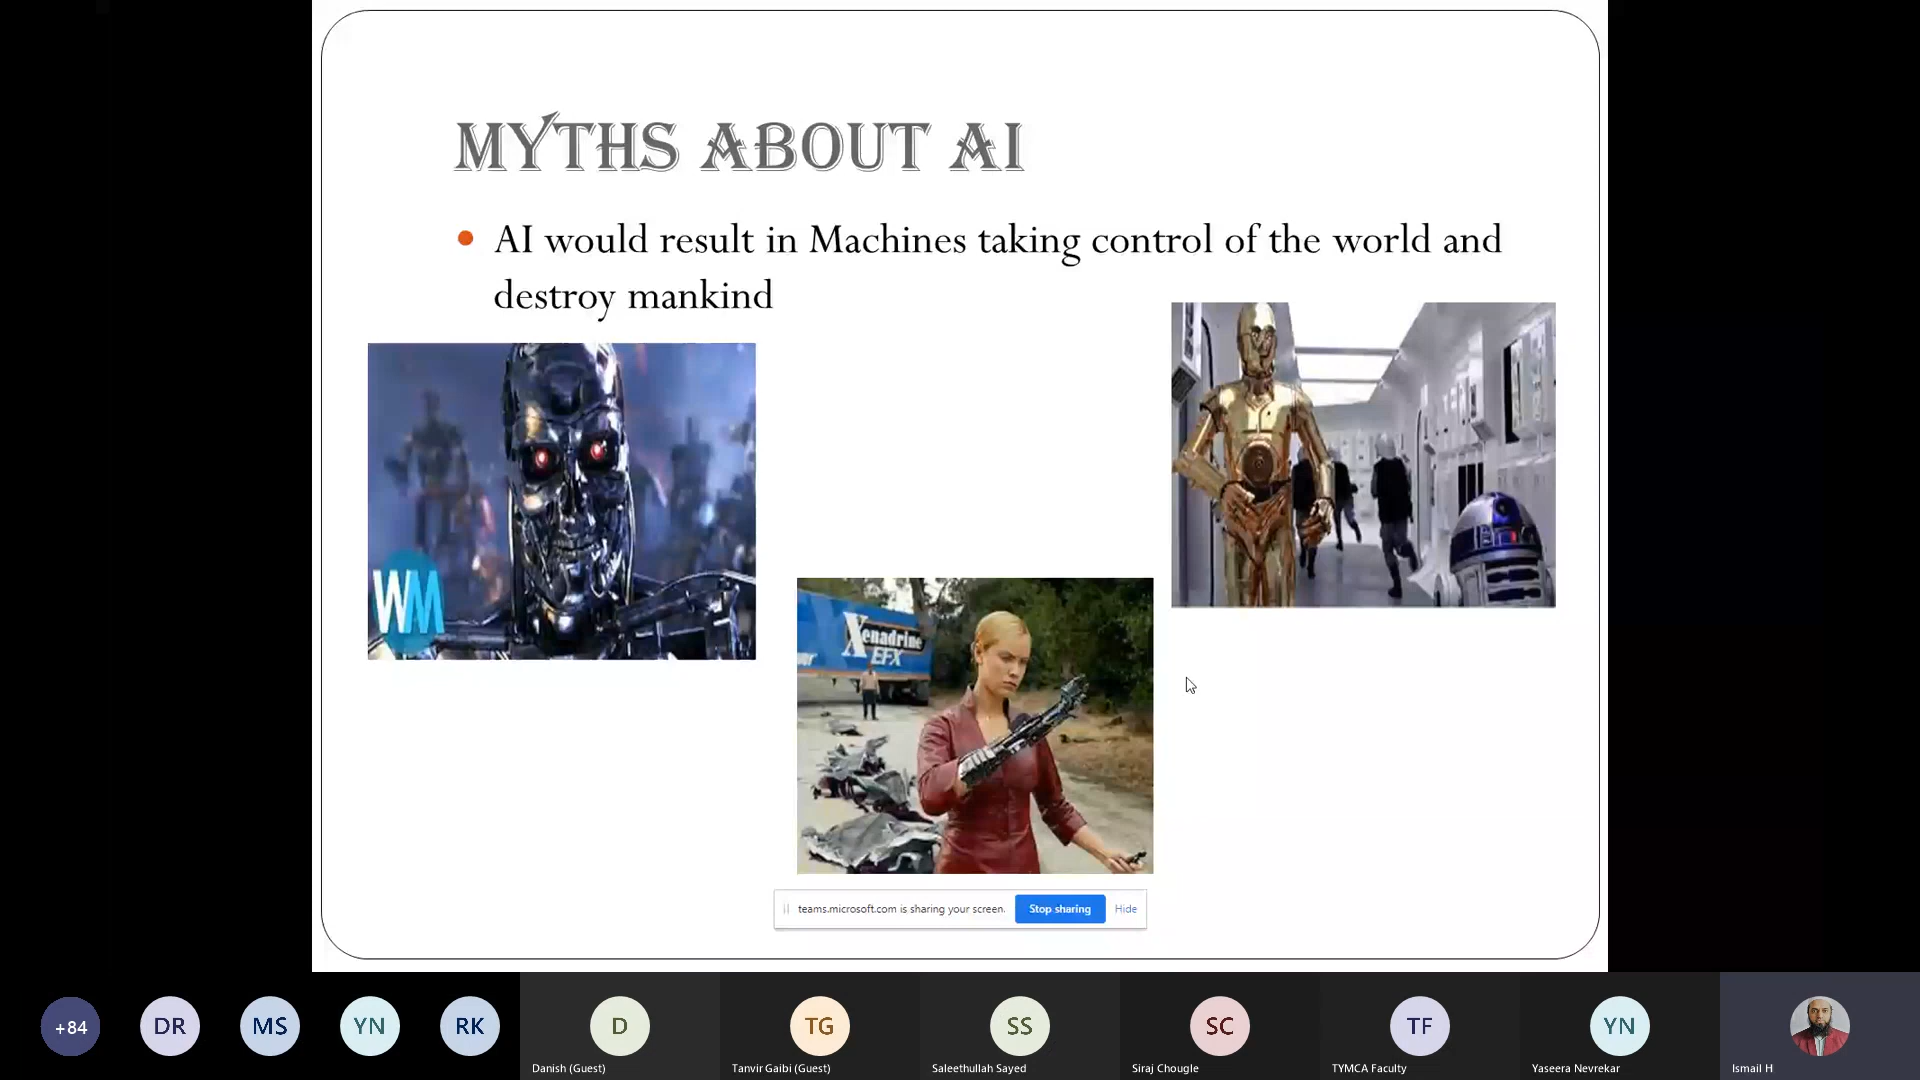 MYTHS ABOUT AI
AI would result in Machines taking control of the world and
destroy mankind
WM
Xenadrine
EFX
teams.microsoft.com is sharing your screen.
Stop sharing
Hide
+84
DR
MS
YN
RK
D
Danish (Guest)
TG
Tanvir Gaibi (Guest)
SS
Saleethullah Sayed
SC
Siraj Chougle
TF
TYMCA Faculty
YN
Yaseera Nevrekar
Ismail H